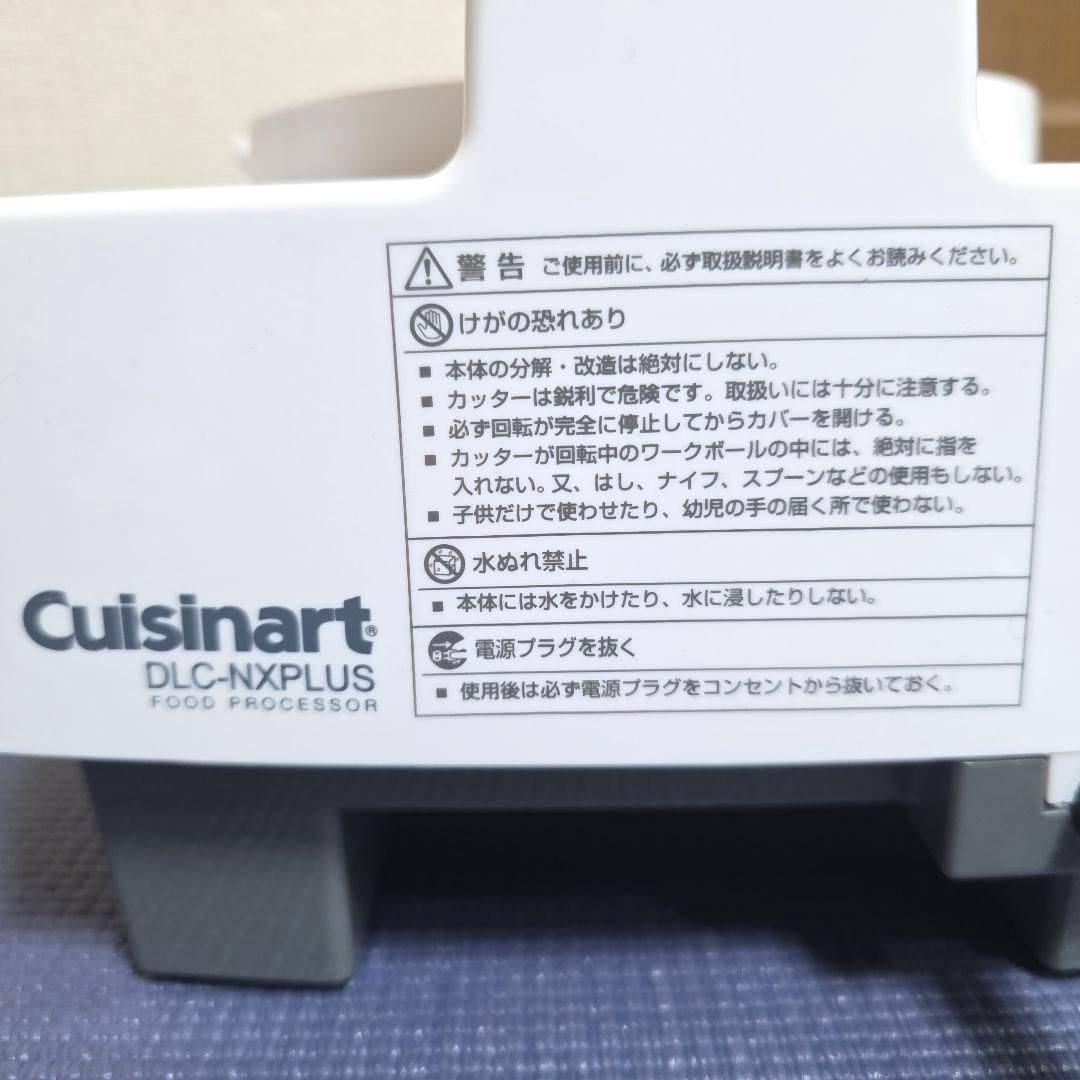 警告 ご使用前に、必ず取扱説明書をよくお読みください。
けがの恐れあり
■ 本体の分解・改造は絶対にしない。
■ カッターは鋭利で危険です。取扱いには十分に注意する。
■ 必ず回転が完全に停止してからカバーを開ける。
■ カッターが回転中のワークボールの中には、絶対に指を
入れない。又、はし、ナイフ、スプーンなどの使用もしない。
■ 子供だけで使わせたり、幼児の手の届く所で使わない。
水ぬれ禁止
■ 本体には水をかけたり、水に浸したりしない。
電源プラグを抜く
■ 使用後は必ず電源プラグをコンセントから抜いておく。
Cuisinart®
DLC-NXPLUS
FOOD PROCESSOR